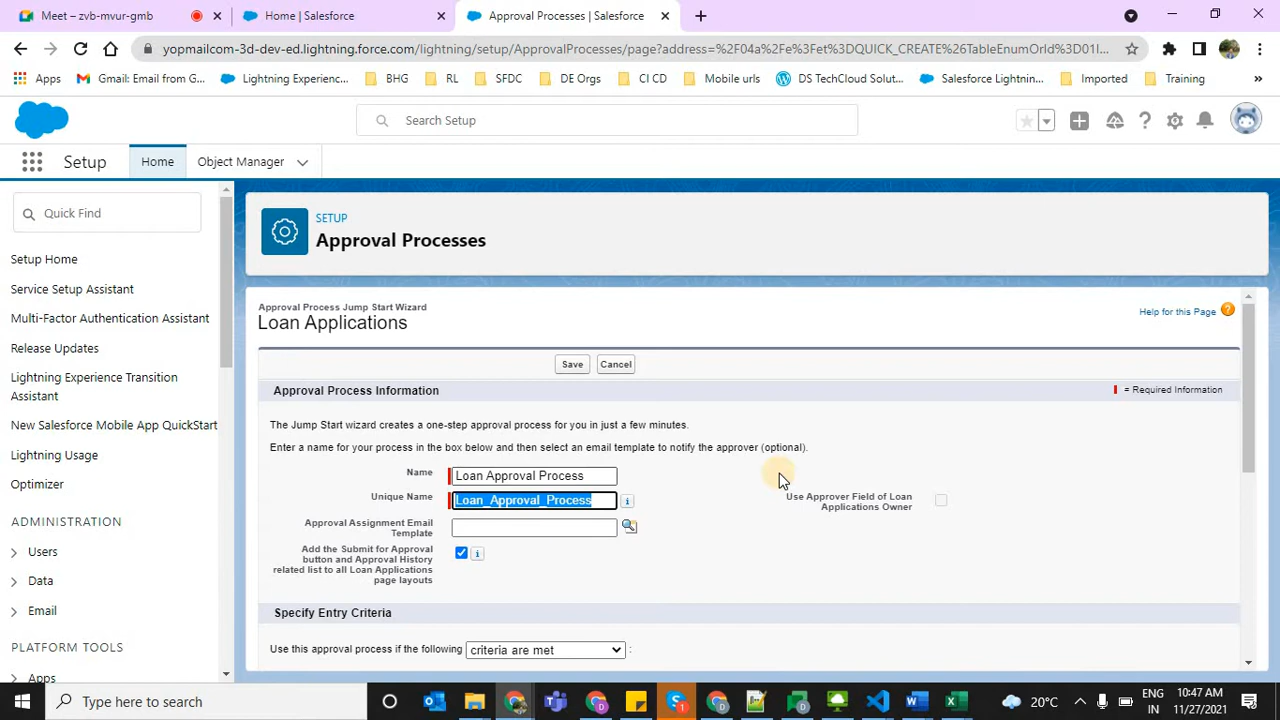 Meet – zvb-mvur-gmb
Home | Salesforce
Approval Processes | Salesforce
yopmailcom-3d-dev-ed.lightning.force.com/lightning/setup/ApprovalProcesses/page?address=%2F04a%2Fe%3Fet%3DQUICK_CREATE%26TableEnumOrId%3D01I...
Apps
Gmail: Email from G...
Lightning Experienc...
BHG
RL
SFDC
DE Orgs
CI CD
Mobile urls
DS TechCloud Solut...
Salesforce Lightnin...
Imported
Training
»
Search Setup
Setup
Home
Object Manager
Quick Find
Setup Home
Service Setup Assistant
Multi-Factor Authentication Assistant
Release Updates
Lightning Experience Transition
Assistant
New Salesforce Mobile App QuickStart
Lightning Usage
Optimizer
ADMINISTRATION
Users
Data
Email
PLATFORM TOOLS
Apps
SETUP
Approval Processes
Approval Process Jump Start Wizard
Loan Applications
Help for this Page
Save
Cancel
Approval Process Information
= Required Information
The Jump Start wizard creates a one-step approval process for you in just a few minutes.
Enter a name for your process in the box below and then select an email template to notify the approver (optional).
Name
Loan Approval Process
Unique Name
Loan_Approval_Process
Use Approver Field of Loan
Applications Owner
Approval Assignment Email
Template
Add the Submit for Approval
button and Approval History
related list to all Loan Applications
page layouts
Specify Entry Criteria
Use this approval process if the following
criteria are met
:
Type here to search
20°C
ENG
IN
10:47 AM
11/27/2021